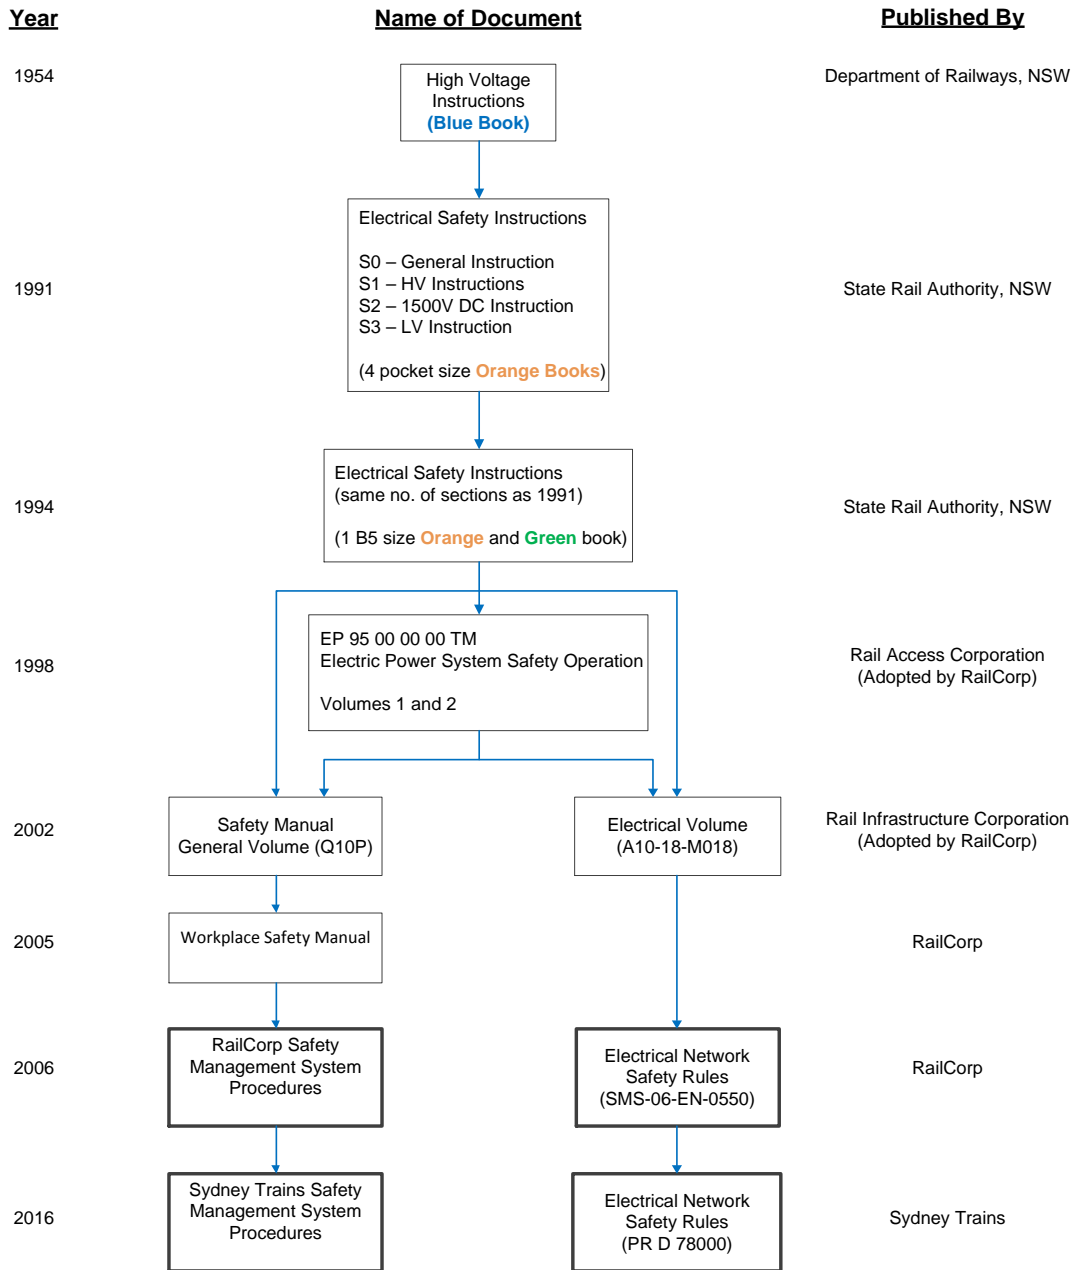 Year
Name of Document
Published By
1954
High Voltage
Instructions
(Blue Book)
Department of Railways, NSW
1991
Electrical Safety Instructions
S0 – General Instruction
S1 – HV Instructions
S2 – 1500V DC Instruction
S3 – LV Instruction
(4 pocket size Orange Books)
State Rail Authority, NSW
1994
Electrical Safety Instructions
(same no. of sections as 1991)
(1 B5 size Orange and Green book)
State Rail Authority, NSW
1998
EP 95 00 00 00 TM
Electric Power System Safety Operation
Volumes 1 and 2
Rail Access Corporation
(Adopted by RailCorp)
2002
Safety Manual
General Volume (Q10P)
Electrical Volume
(A10-18-M018)
Rail Infrastructure Corporation
(Adopted by RailCorp)
2005
Workplace Safety Manual
RailCorp
2006
RailCorp Safety
Management System
Procedures
Electrical Network
Safety Rules
(SMS-06-EN-0550)
RailCorp
2016
Sydney Trains Safety
Management System
Procedures
Electrical Network
Safety Rules
(PR D 78000)
Sydney Trains